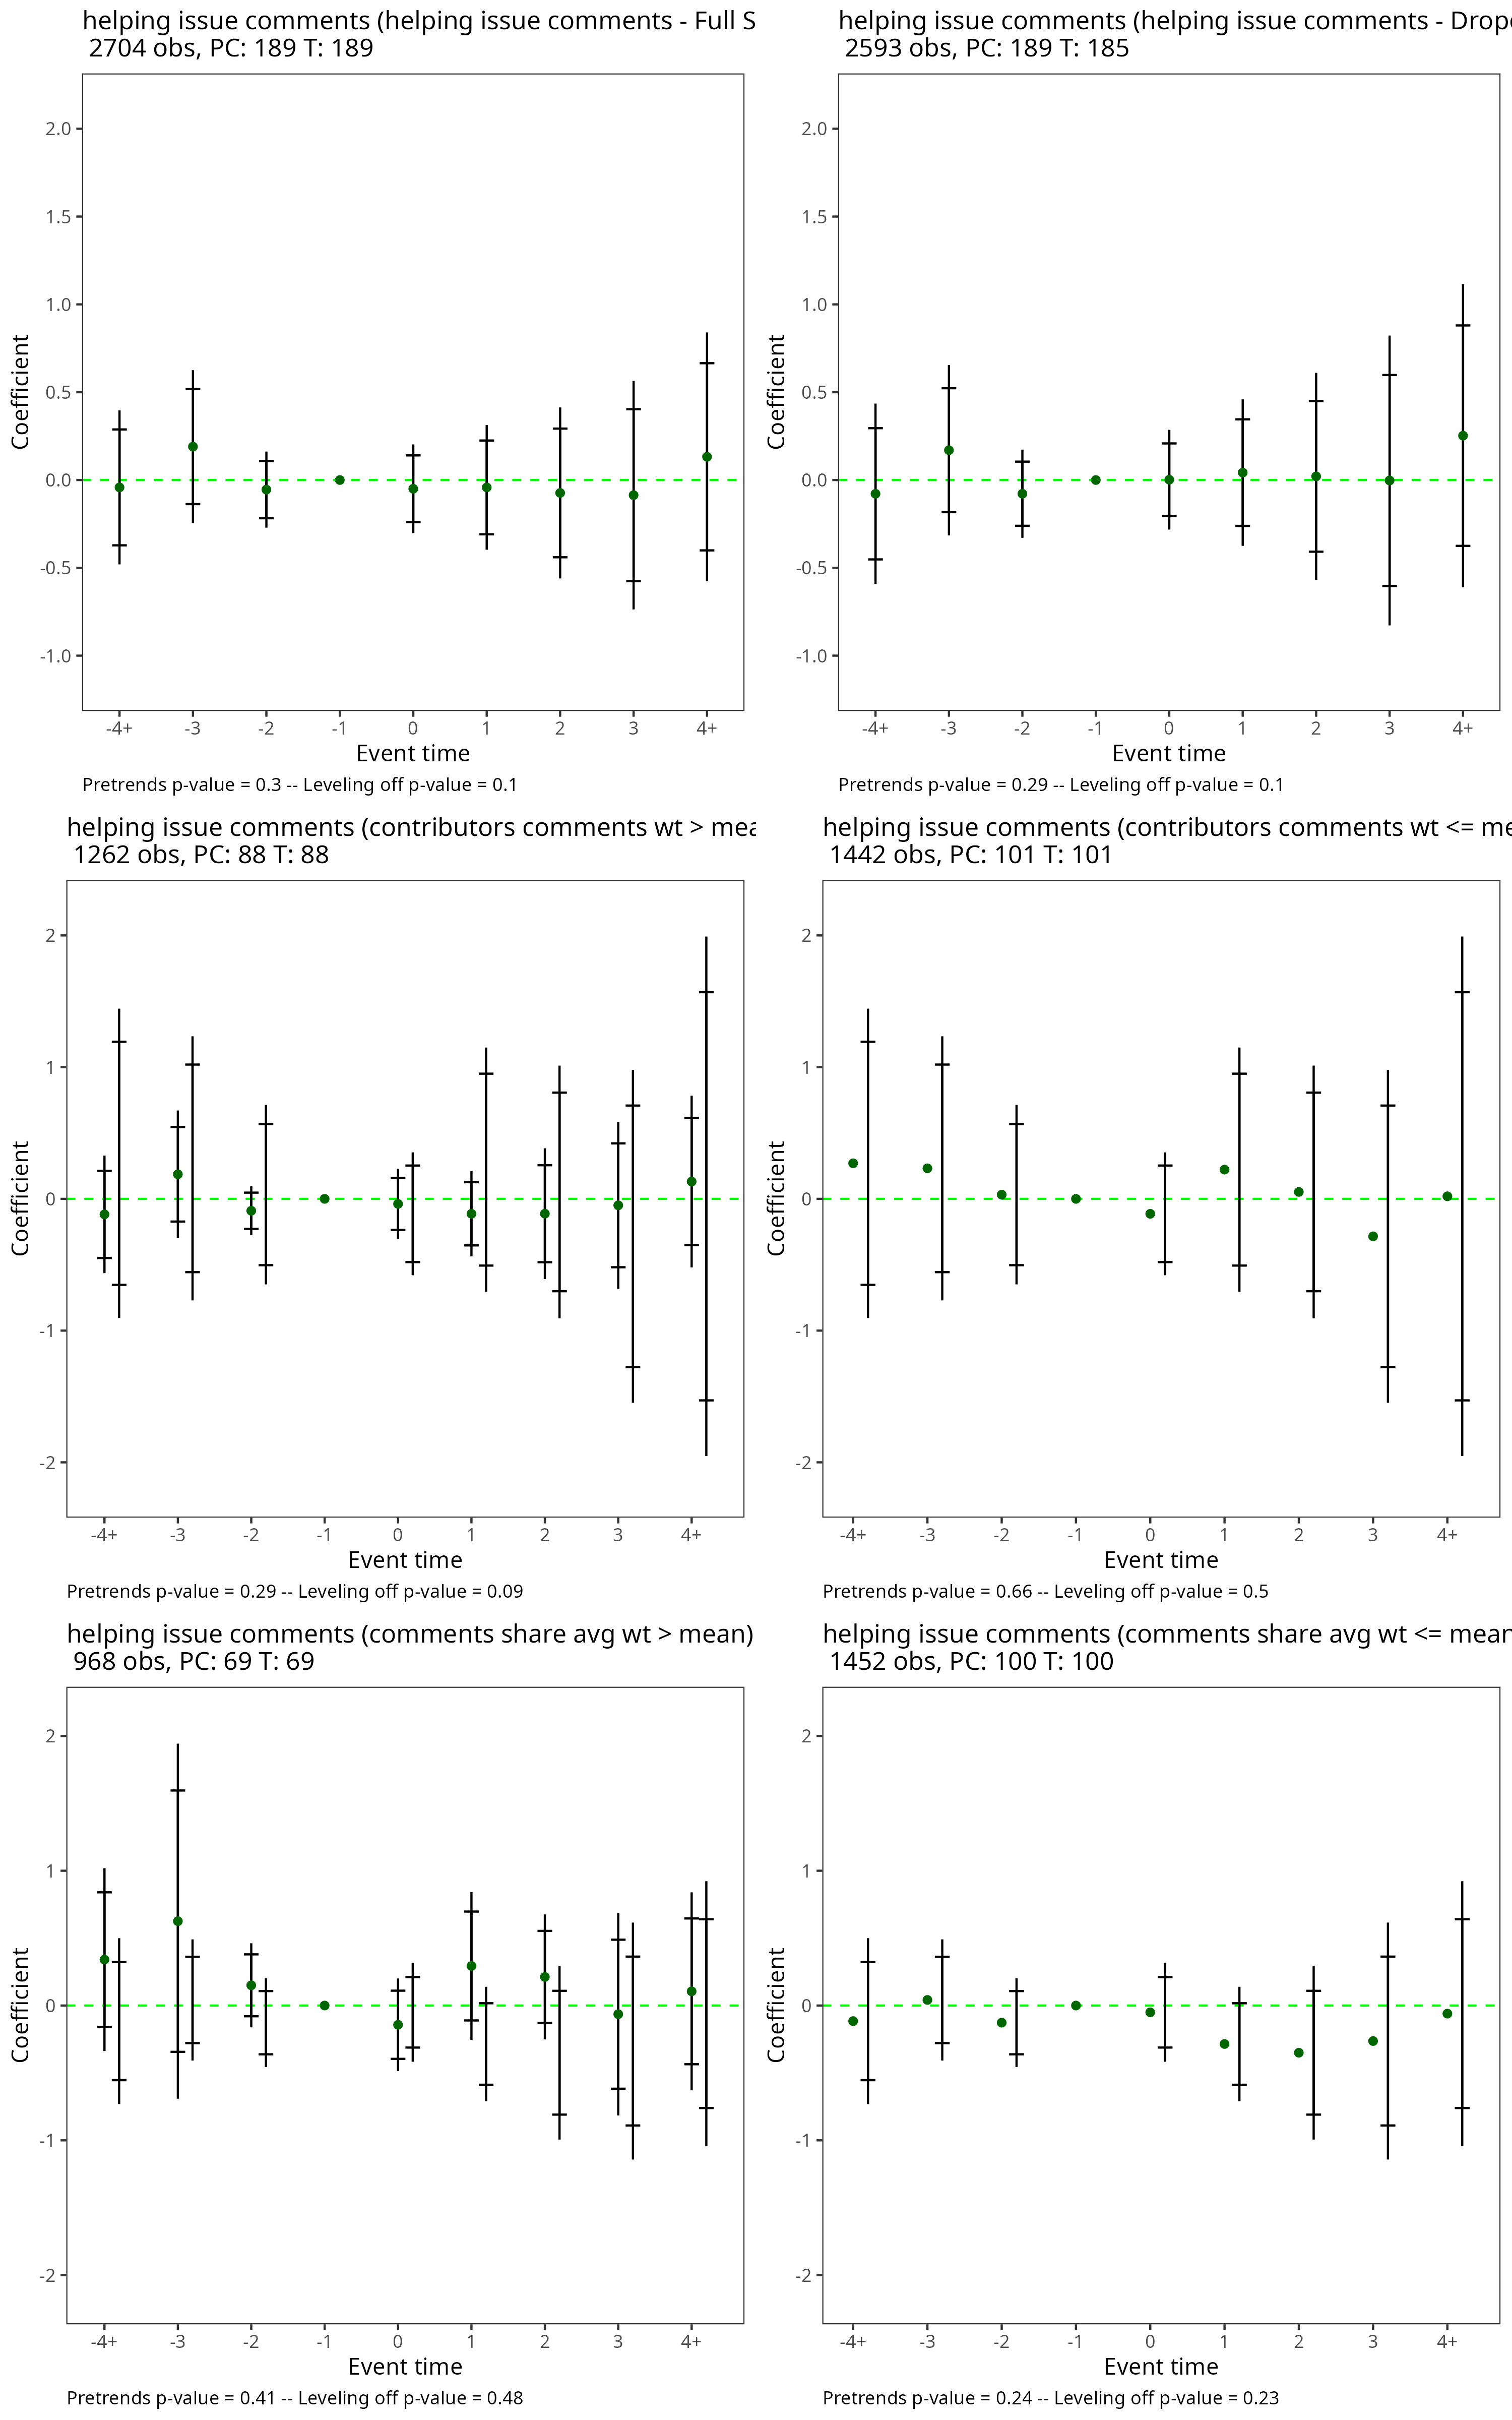 helping issue comments (helping issue comments - Full S
2704 obs, PC: 189 T: 189
2.0
1.5
1.0
0.5
0.0
-0.5
-1.0
Coefficient
-4+ -3 -2 -1 0 1 2 3 4+
Event time
Pretrends p-value = 0.3 -- Leveling off p-value = 0.1
helping issue comments (helping issue comments -
2593 obs, PC: 189 T: 185
2.0
1.5
1.0
0.5
0.0
-0.5
-1.0
Coefficient
-4+ -3 -2 -1 0 1 2 3 4+
Event time
Pretrends p-value = 0.29 -- Leveling off p-value = 0.1
helping issue comments (contributors comments wt >
1262 obs, PC: 88 T: 88
2
1
0
-1
-2
Coefficient
-4+ -3 -2 -1 0 1 2 3 4+
Event time
Pretrends p-value = 0.29 -- Leveling off p-value = 0.09
helping issue comments (contributors comments wt <=
1442 obs, PC: 101 T: 101
2
1
0
-1
-2
Coefficient
-4+ -3 -2 -1 0 1 2 3 4+
Event time
Pretrends p-value = 0.66 -- Leveling off p-value = 0.5
helping issue comments (comments share avg wt > mean)
968 obs, PC: 69 T: 69
2
1
0
-1
-2
Coefficient
-4+ -3 -2 -1 0 1 2 3 4+
Event time
Pretrends p-value = 0.41 -- Leveling off p-value = 0.48
helping issue comments (comments share avg wt <= mean
1452 obs, PC: 100 T: 100
2
1
0
-1
-2
Coefficient
-4+ -3 -2 -1 0 1 2 3 4+
Event time
Pretrends p-value = 0.24 -- Leveling off p-value = 0.23